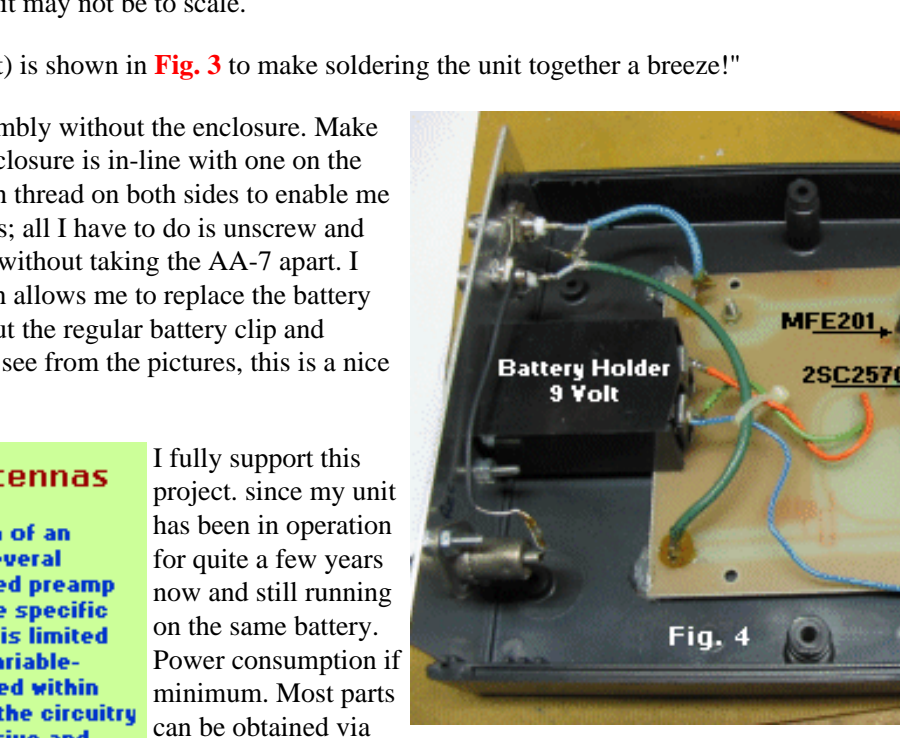 it may not be to scale.
t) is shown in Fig. 3 to make soldering the unit together a breeze!"
mbly without the enclosure. Make
closure is in-line with one on the
n thread on both sides to enable me
s; all I have to do is unscrew and
without taking the AA-7 apart. I
n allows me to replace the battery
ut the regular battery clip and
see from the pictures, this is a nice
tennas
n of an
veral
ed preamp
e specific
is limited
ariable-
ed within
the circuitry
tive and
I fully support this
project. since my unit
has been in operation
for quite a few years
now and still running
on the same battery.
Power consumption if
minimum. Most parts
can be obtained via
MFE201
2SC2570
Battery Holder
9 Volt
Fig. 4